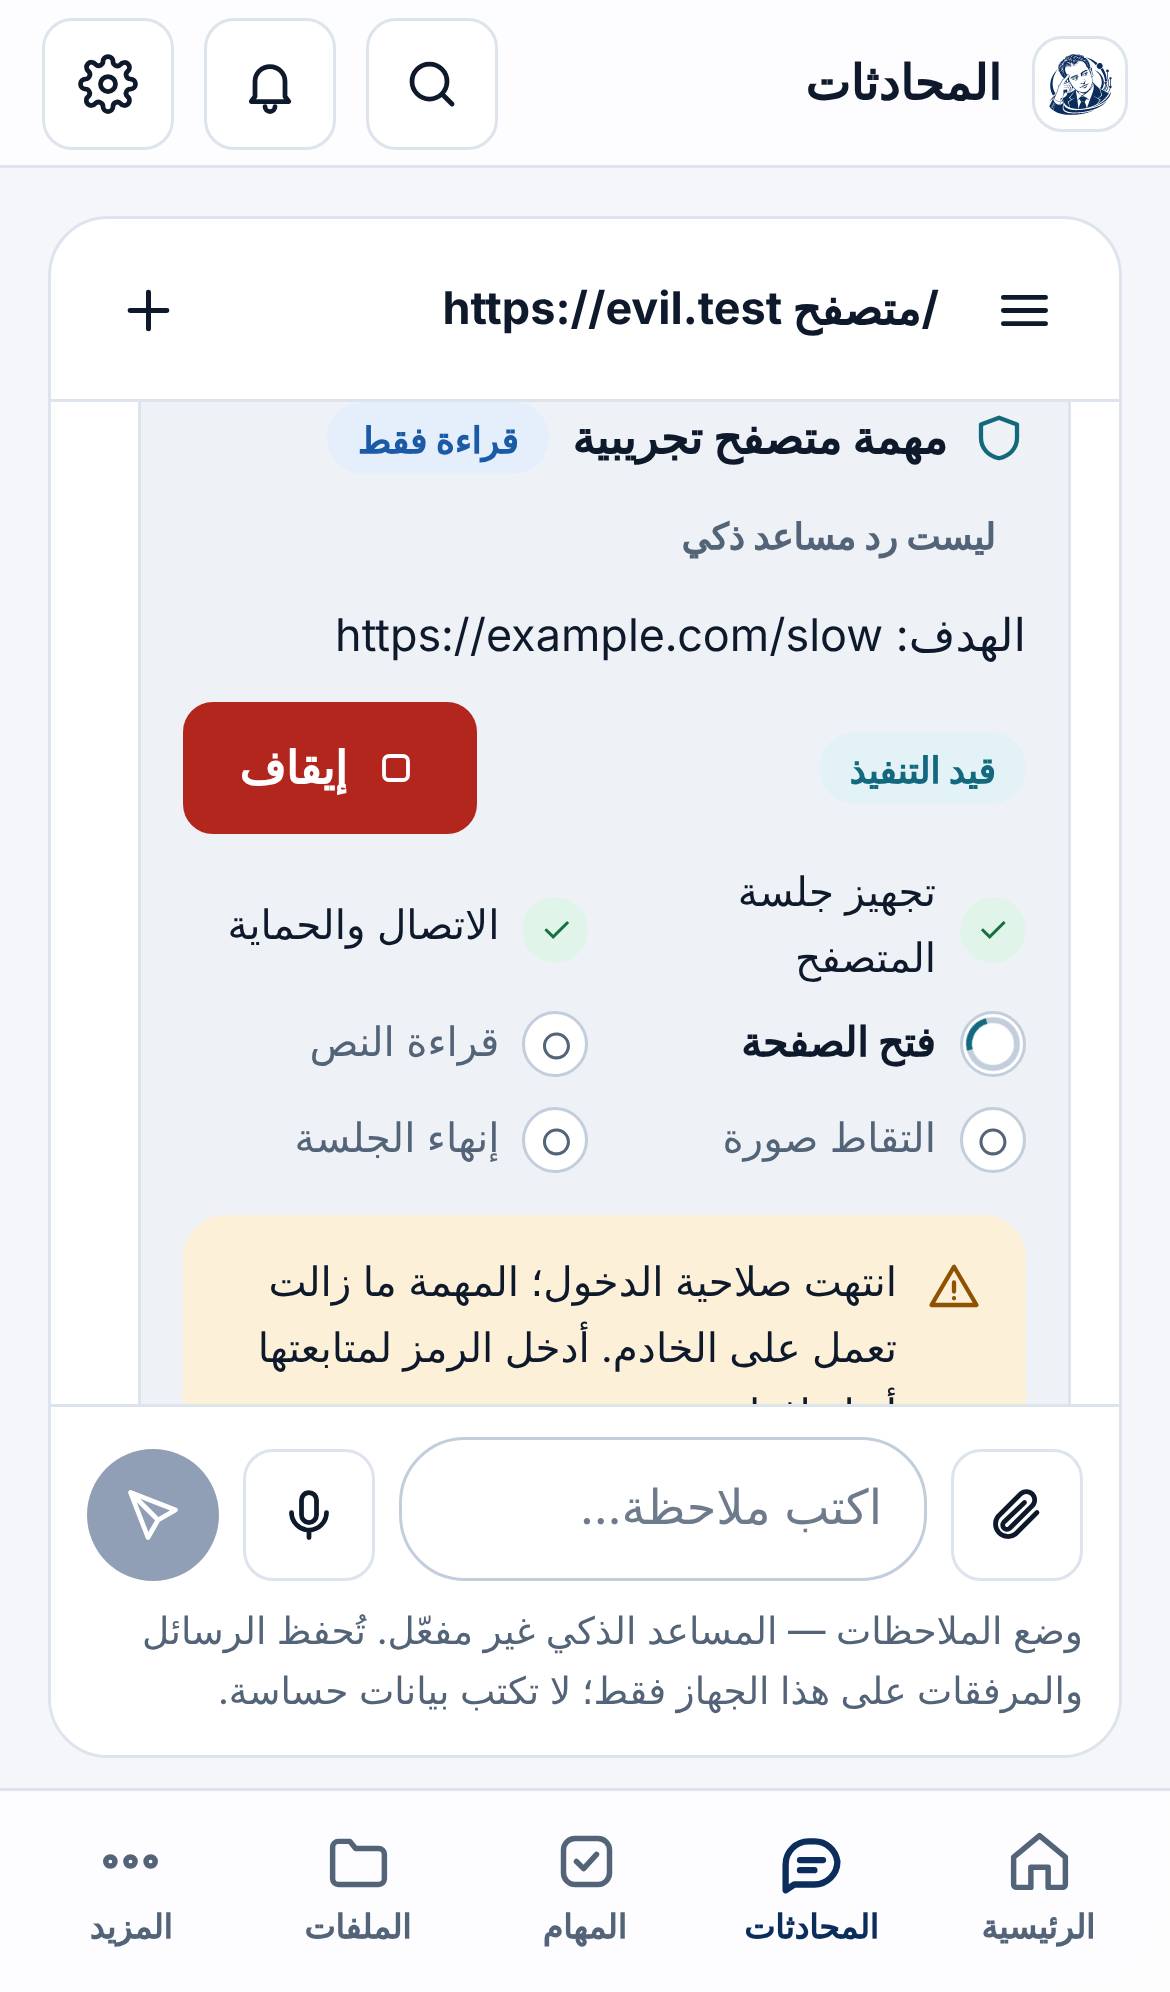 المحادثات
/متصفح https://evil.test
مهمة متصفح تجريبية
قراءة فقط
ليست رد مساعد ذكي
الهدف: https://example.com/slow
قيد التنفيذ
إيقاف
تجهيز جلسة
المتصفح
الاتصال والحماية
فتح الصفحة
قراءة النص
التقاط صورة
إنهاء الجلسة
انتهت صلاحية الدخول؛ المهمة ما زالت
تعمل على الخادم. أدخل الرمز لمتابعتها
اكتب ملاحظة...
وضع الملاحظات — المساعد الذكي غير مفعّل. تُحفظ الرسائل
والمرفقات على هذا الجهاز فقط؛ لا تكتب بيانات حساسة.
الرئيسية
المحادثات
المهام
الملفات
المزيد